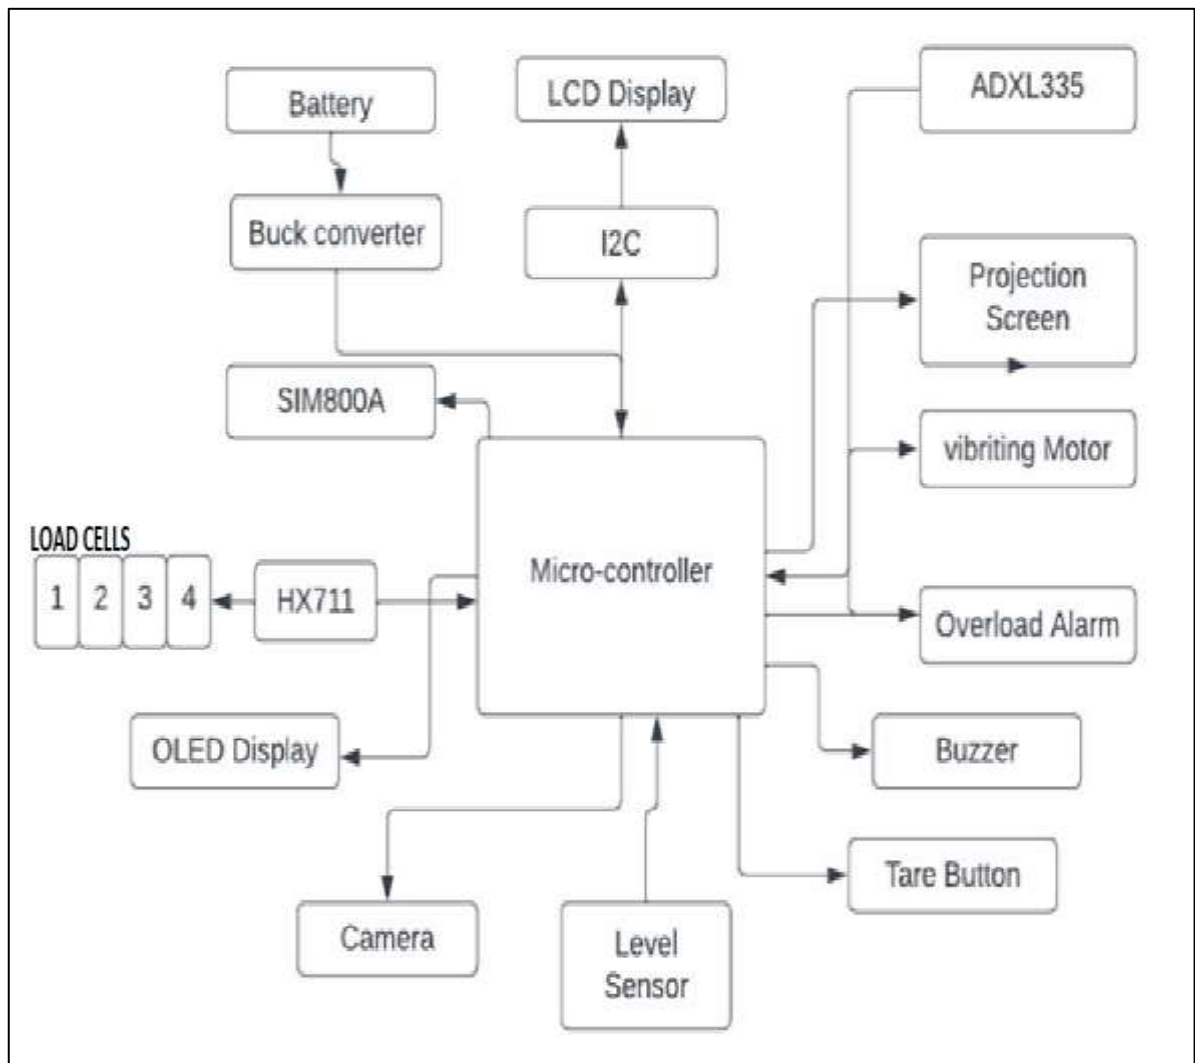 Battery
LCD Display
ADXL335
Buck converter
I2C
Projection
Screen
SIM800A
vibriting Motor
LOAD CELLS
1 2 3 4
HX711
Micro-controller
Overload Alarm
OLED Display
Buzzer
Tare Button
Camera
Level
Sensor